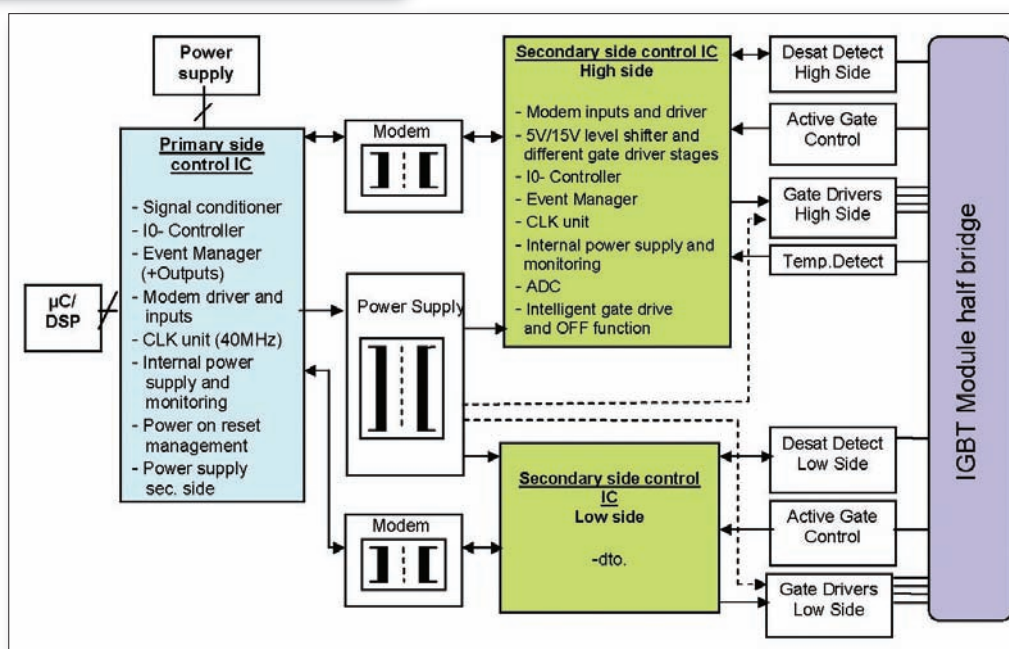 Power
supply
Primary side
control IC
- Signal conditioner
- I0- Controller
- Event Manager
(+Outputs)
- Modem driver and
inputs
- CLK unit (40MHz)
- Internal power
supply and
monitoring
- Power on reset
management
- Power supply
sec. side
µC/
DSP
Modem
Power Supply
Modem
Secondary side control IC
High side
- Modem inputs and driver
- 5V/15V level shifter and
different gate driver stages
- I0- Controller
- Event Manager
- CLK unit
- Internal power supply and
monitoring
- ADC
- Intelligent gate drive
and OFF function
Secondary side control
IC
Low side
-dto.
Desat Detect
High Side
Active Gate
Control
Gate Drivers
High Side
Temp.Detect
Desat Detect
Low Side
Active Gate
Control
Gate Drivers
Low Side
IGBT Module half bridge